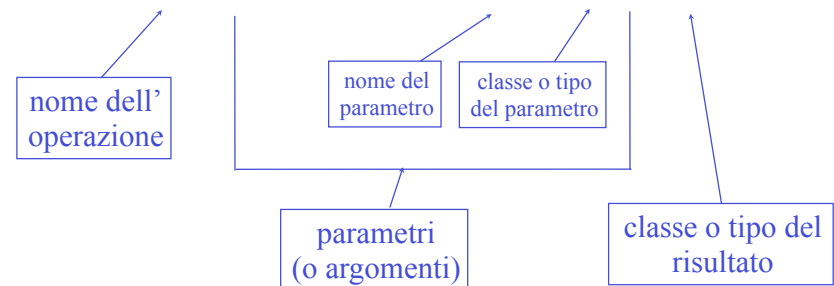 nome dell’
operazione
nome del
parametro
classe o tipo
del parametro
parametri
(o argomenti)
classe o tipo del
risultato